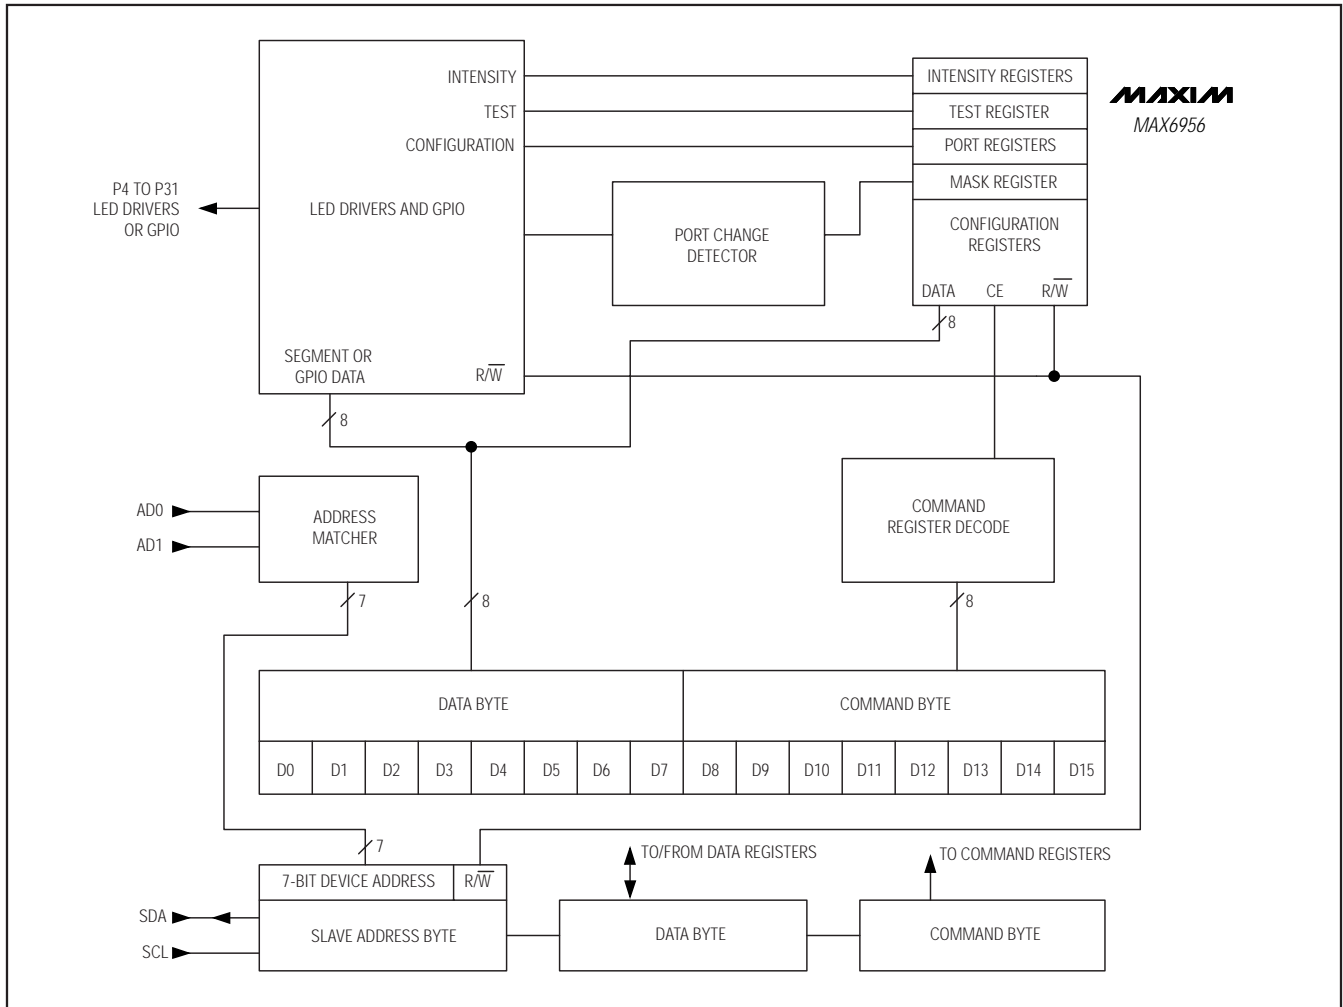 INTENSITY
TEST
CONFIGURATION
LED DRIVERS AND GPIO
SEGMENT OR
GPIO DATA
R/W̅
8
P4 TO P31
LED DRIVERS
OR GPIO
PORT CHANGE
DETECTOR
INTENSITY REGISTERS
TEST REGISTER
PORT REGISTERS
MASK REGISTER
CONFIGURATION
REGISTERS
DATA
CE
R/W̅
8
MAXIM
MAX6956
AD0
AD1
ADDRESS
MATCHER
7
8
COMMAND
REGISTER DECODE
8
DATA BYTE
COMMAND BYTE
D0 D1 D2 D3 D4 D5 D6 D7 D8 D9 D10 D11 D12 D13 D14 D15
7
7-BIT DEVICE ADDRESS
R/W̅
SDA
SCL
SLAVE ADDRESS BYTE
TO/FROM DATA REGISTERS
DATA BYTE
TO COMMAND REGISTERS
COMMAND BYTE